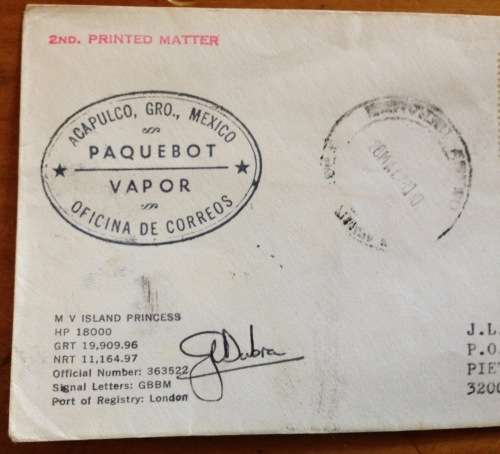 2ND. PRINTED MATTER
ACAPULCO, GRO., MEXICO
PAQUEBOT
VAPOR
OFICINA DE CORREOS
M V ISLAND PRINCESS
HP 18000
GRT 19,909.96
NRT 11,164.97
Official Number: 363522
Signal Letters: GBBM
Port of Registry: London
J.L.
P.O.
PIET
3200